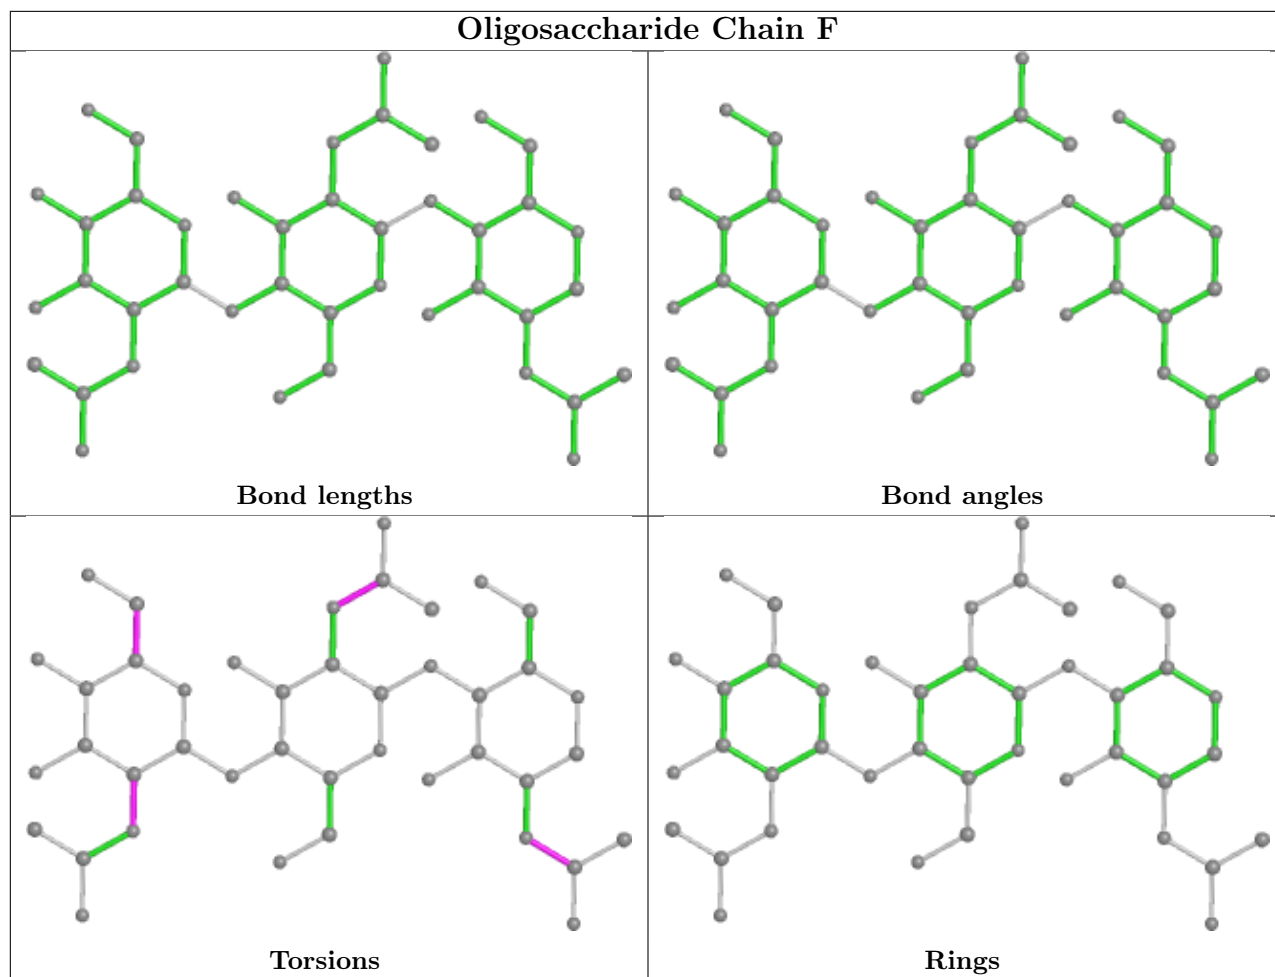 Oligosaccharide Chain F
Bond lengths
Bond angles
Torsions
Rings